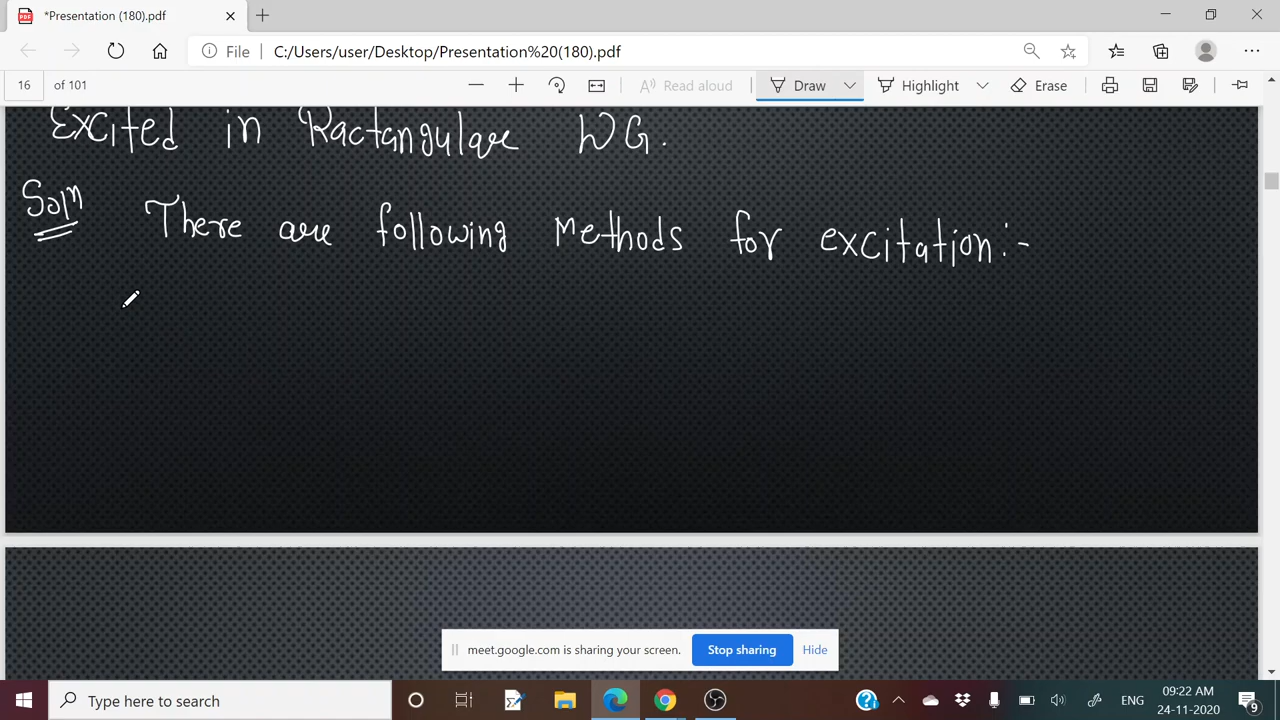 *Presentation (180).pdf
File C:/Users/user/Desktop/Presentation%20(180).pdf
16 of 101 Read aloud Draw Highlight Erase
Excited in Ractangulare WG.
Soln There are following Methods for excitation:-
meet.google.com is sharing your screen. Stop sharing Hide
Type here to search
ENG
09:22 AM
24-11-2020
9